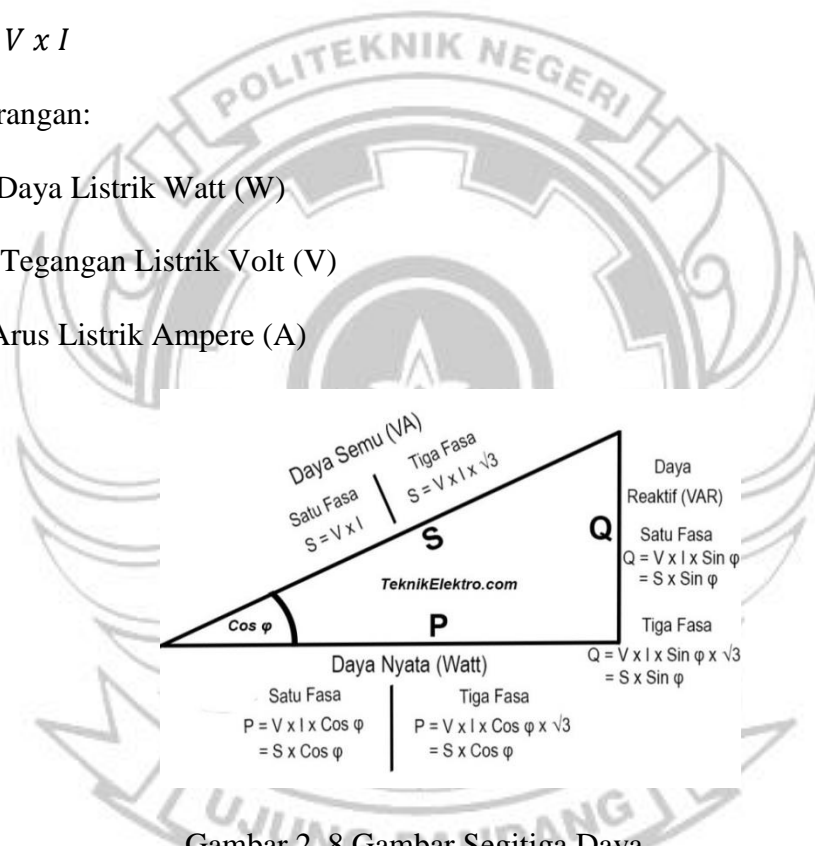 V x I
POLITEKNIK NEGERI
rangan:
Daya Listrik Watt (W)
Tegangan Listrik Volt (V)
Arus Listrik Ampere (A)
Daya Semu (VA)
Satu Fasa
S = V x I
Tiga Fasa
S = V x I x √3
S
Q
Daya
Reaktif (VAR)
Satu Fasa
Q = V x I x Sin φ
= S x Sin φ
TeknikElektro.com
Cos φ
P
Tiga Fasa
Q = V x I x Sin φ x √3
= S x Sin φ
Daya Nyata (Watt)
Satu Fasa
P = V x I x Cos φ
= S x Cos φ
Tiga Fasa
P = V x I x Cos φ x √3
= S x Cos φ
Gambar 2. 8 Gambar Segitiga Daya